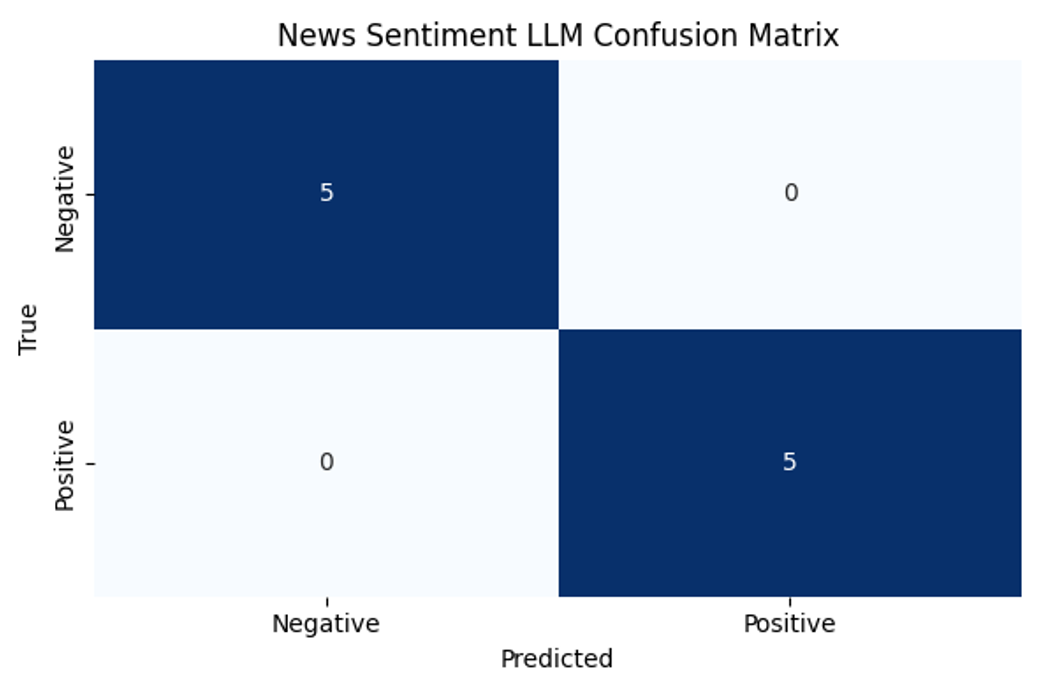 News Sentiment LLM Confusion Matrix
True
Negative
5
0
Positive
0
5
Negative
Positive
Predicted